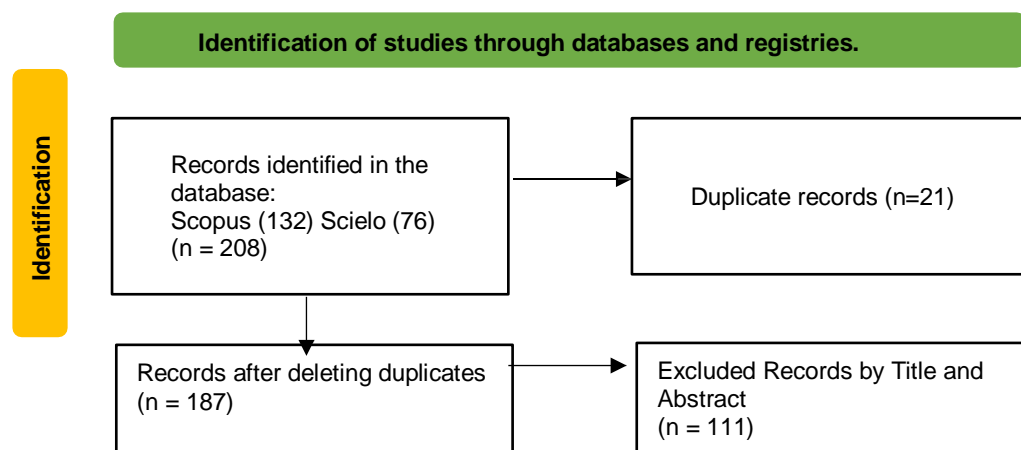 Identification of studies through databases and registries.
Identification
Records identified in the
database:
Scopus (132) Scielo (76)
(n = 208)
Duplicate records (n=21)
Records after deleting duplicates
(n = 187)
Excluded Records by Title and
Abstract
(n = 111)